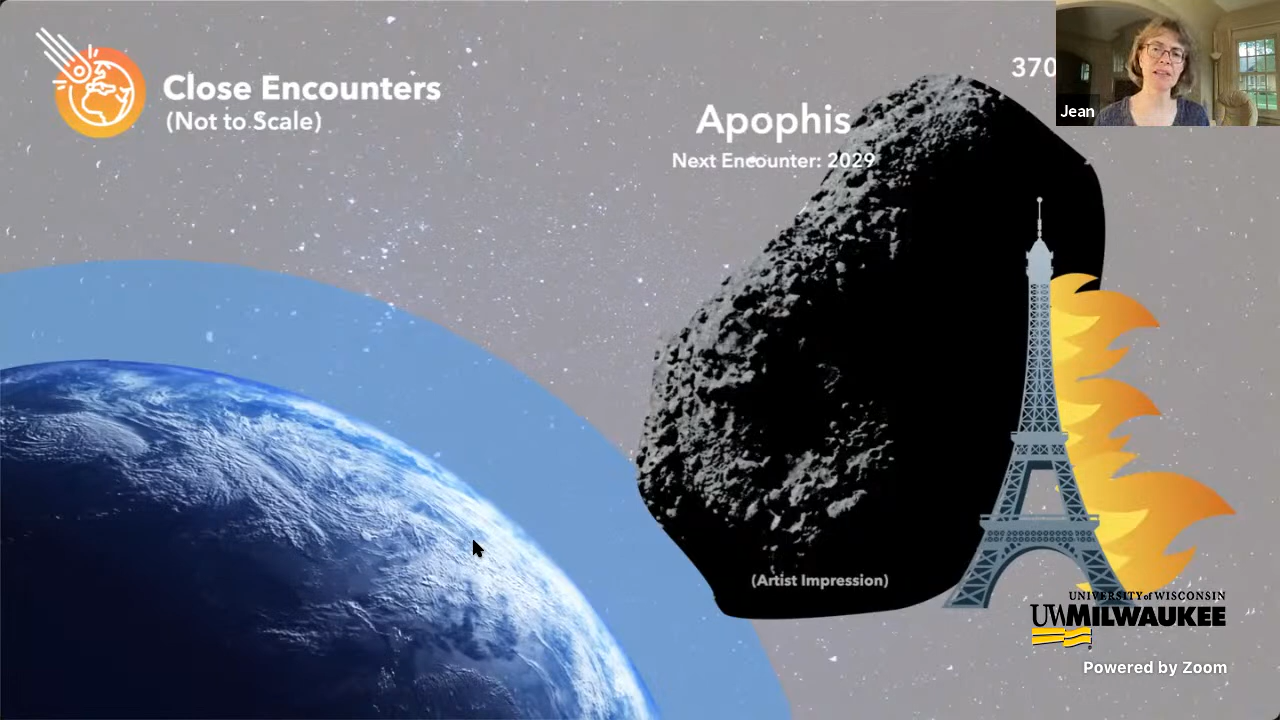 Close Encounters
(Not to Scale)
370
Apophis
Next Encounter: 2029
Jean
(Artist Impression)
UNIVERSITY of WISCONSIN
UWMILWAUKEE
Powered by Zoom